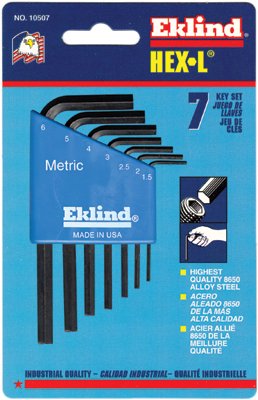 NO. 10507
Eklind®
HEX•L®
7 KEY SET
JUEGO DE
LLAVES
JEU DE
CLES
6
5
4
3
2.5
2
1.5
Metric
Eklind®
MADE IN USA
HIGHEST
QUALITY 8650
ALLOY STEEL
ACERO
ALEADO 8650
DE LA MAS
ALTA CALIDAD
ACIER ALLIÉ
8650 DE LA
MEILLURE
QUALITÉ
INDUSTRIAL QUALITY – CALIDAD INDUSTRIAL – QUALITÉ INDUSTRIELLE